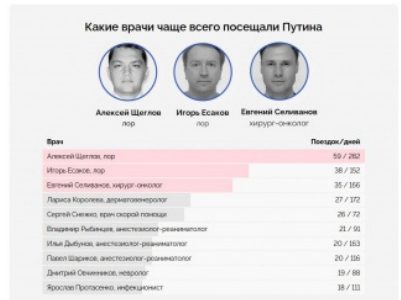 Какие врачи чаще всего посещали Путина
Алексей Щеглов
лор
Игорь Есаков
лор
Евгений Селиванов
хирург-онколог
Врач Поездок/дней
Алексей Щеглов, лор 59 / 282
Игорь Есаков, лор 38 / 152
Евгений Селиванов, хирург-онколог 35 / 166
Лариса Королева, дерматовенеролог 27 / 172
Сергей Снежко, врач скорой помощи 26 / 72
Владимир Рыбинцев, анестезиолог-реаниматолог 21 / 91
Илья Дыбунов, анестезиолог-реаниматолог 20 / 163
Павел Шариков, анестезиолог-реаниматолог 20 / 116
Дмитрий Овчинников, невролог 19 / 88
Ярослав Протасенко, инфекционист 18 / 111